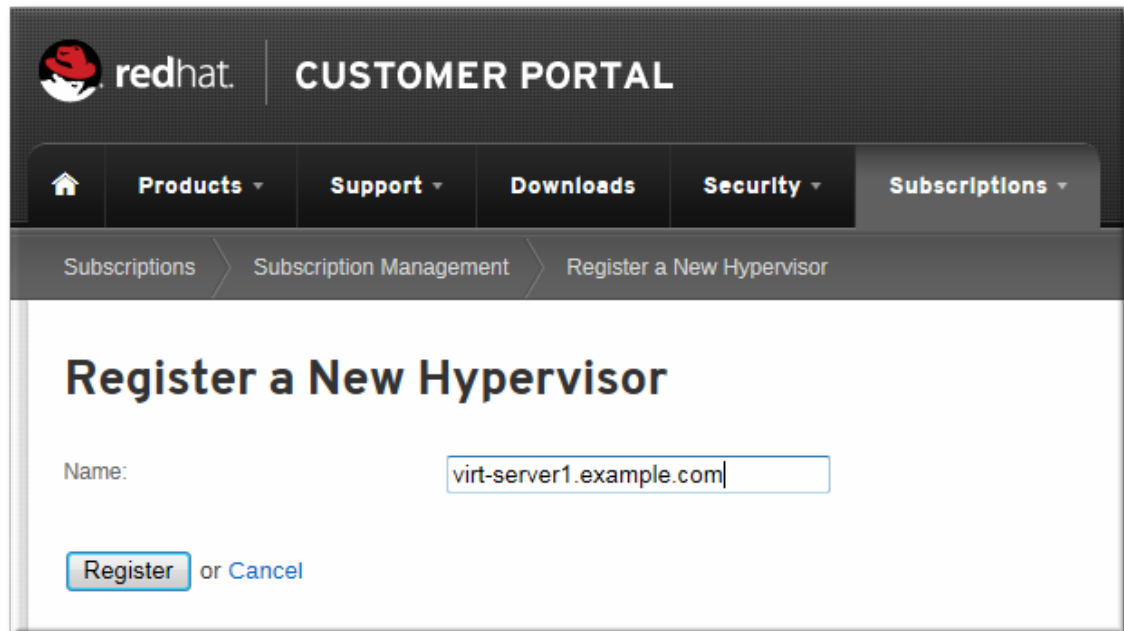 redhat. CUSTOMER PORTAL
Products Support Downloads Security Subscriptions
Subscriptions Subscription Management Register a New Hypervisor
Register a New Hypervisor
Name: virt-server1.example.com
Register or Cancel